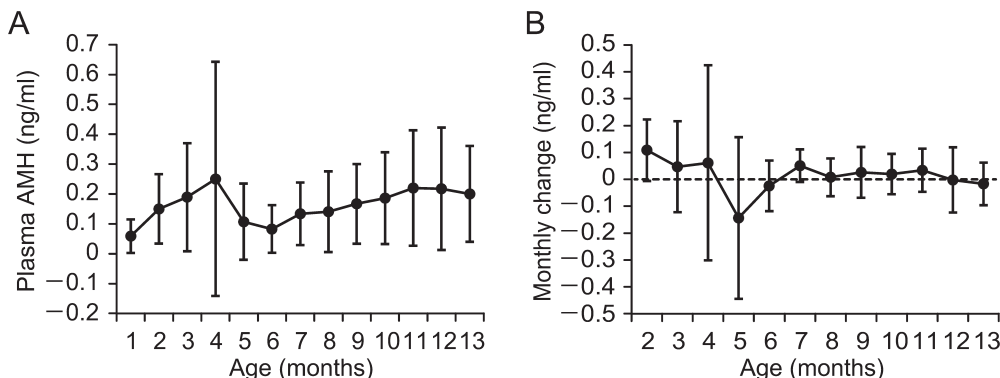 A
Plasma AMH (ng/ml)
0.7
0.6
0.5
0.4
0.3
0.2
0.1
0
−0.1
−0.2
1 2 3 4 5 6 7 8 9 10 11 12 13
Age (months)
B
Monthly change (ng/ml)
0.5
0.4
0.3
0.2
0.1
0
−0.1
−0.2
−0.3
−0.4
−0.5
2 3 4 5 6 7 8 9 10 11 12 13
Age (months)